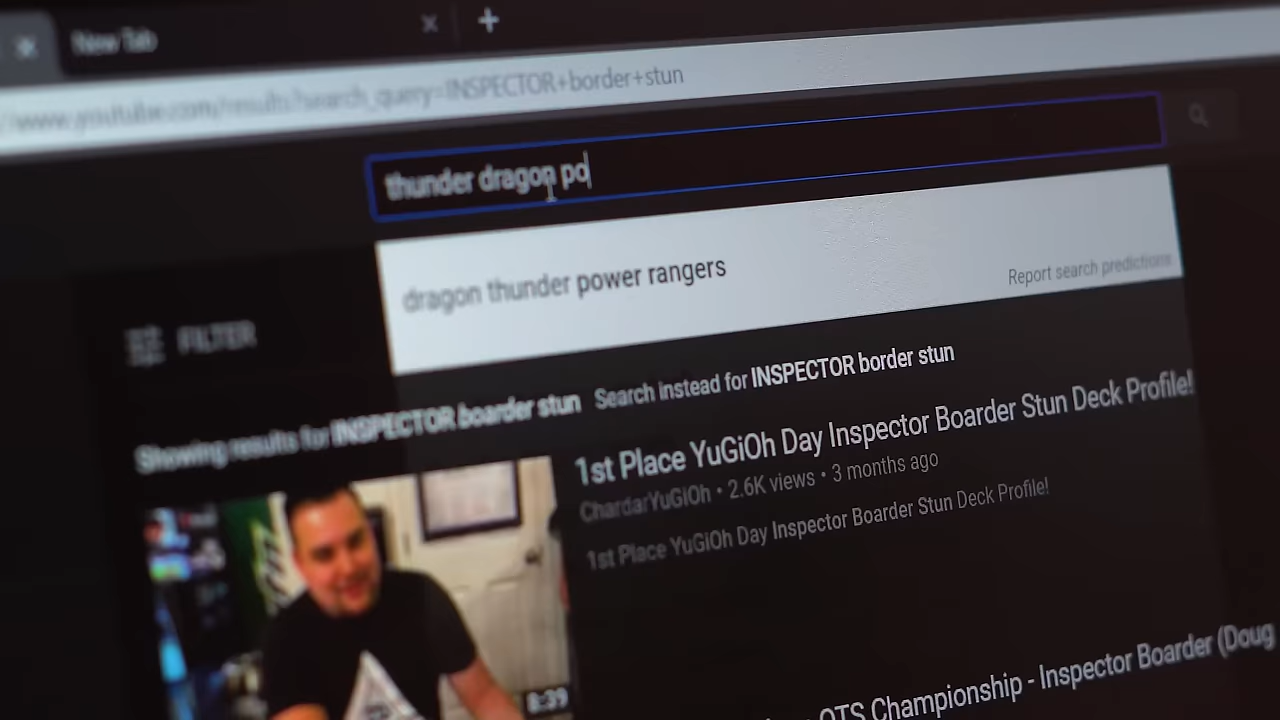 New Tab
www.youtube.com/results?search_query=INSPECTOR+border+stun
thunder dragon po
dragon thunder power rangers
Report search predictions
FILTER
Showing results for INSPECTOR boarder stun Search instead for INSPECTOR border stun
1st Place YuGiOh Day Inspector Boarder Stun Deck Profile!
ChardarYuGiOh • 2.6K views • 3 months ago
1st Place YuGiOh Day Inspector Boarder Stun Deck Profile!
8:39
OTS Championship - Inspector Boarder (Doug